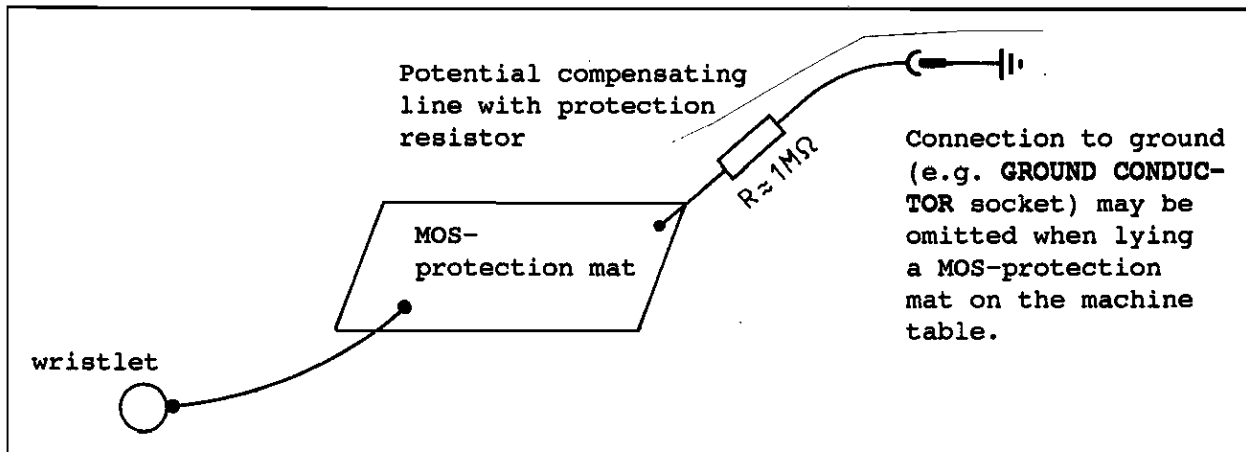 Potential compensating
line with protection
resistor
R≈1MΩ
Connection to ground
(e.g. GROUND CONDUC-
TOR socket) may be
omitted when lying
a MOS-protection
mat on the machine
table.
MOS-
protection mat
wristlet